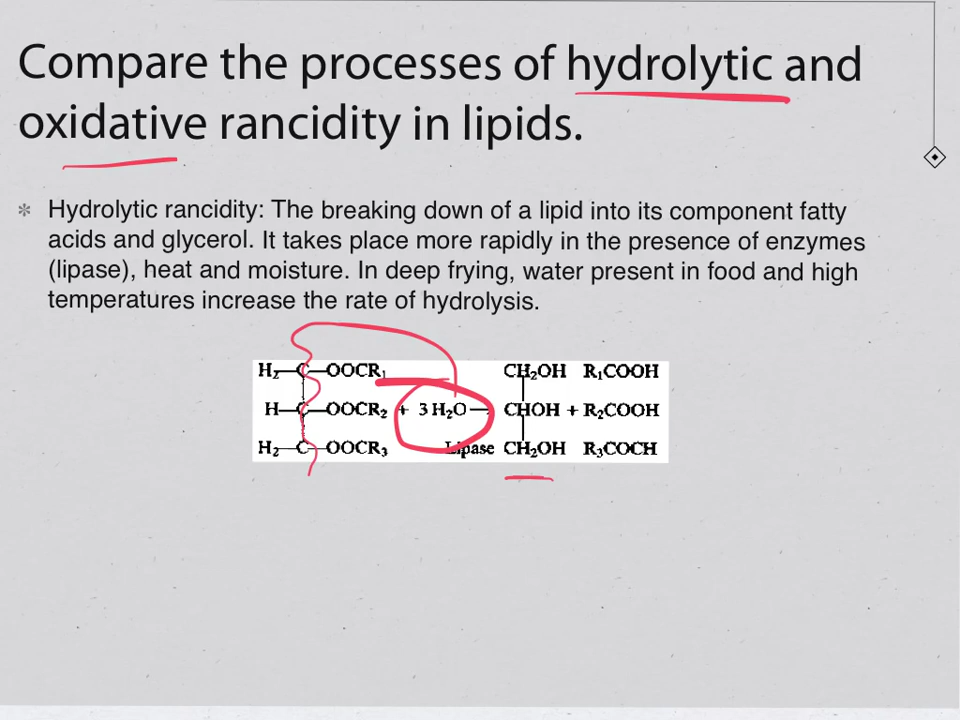 Compare the processes of hydrolytic and
oxidative rancidity in lipids.
Hydrolytic rancidity: The breaking down of a lipid into its component fatty
acids and glycerol. It takes place more rapidly in the presence of enzymes
(lipase), heat and moisture. In deep frying, water present in food and high
temperatures increase the rate of hydrolysis.
H₂—C—OOCR₁ CH₂OH R₁COOH
H—C—OOCR₂ + 3 H₂O — CHOH + R₂COOH
H₂—C—OOCR₃ Lipase CH₂OH R₃COCH